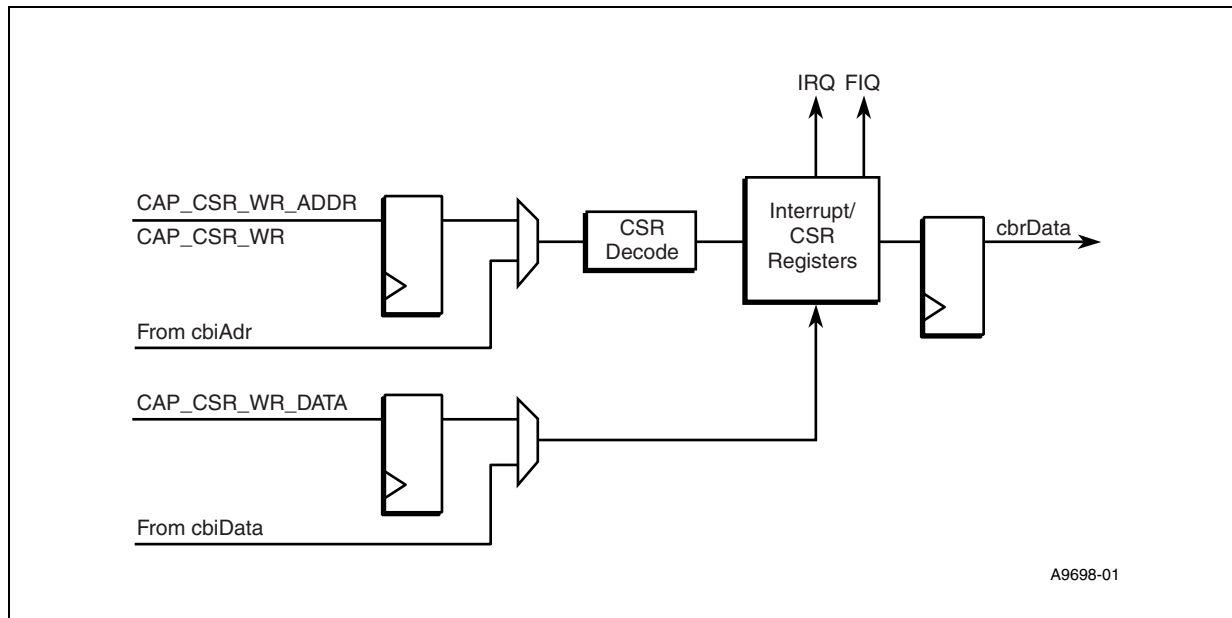 IRQ FIQ
CAP_CSR_WR_ADDR
CAP_CSR_WR
CSR
Decode
Interrupt/
CSR
Registers
cbrData
From cbiAdr
CAP_CSR_WR_DATA
From cbiData
A9698-01